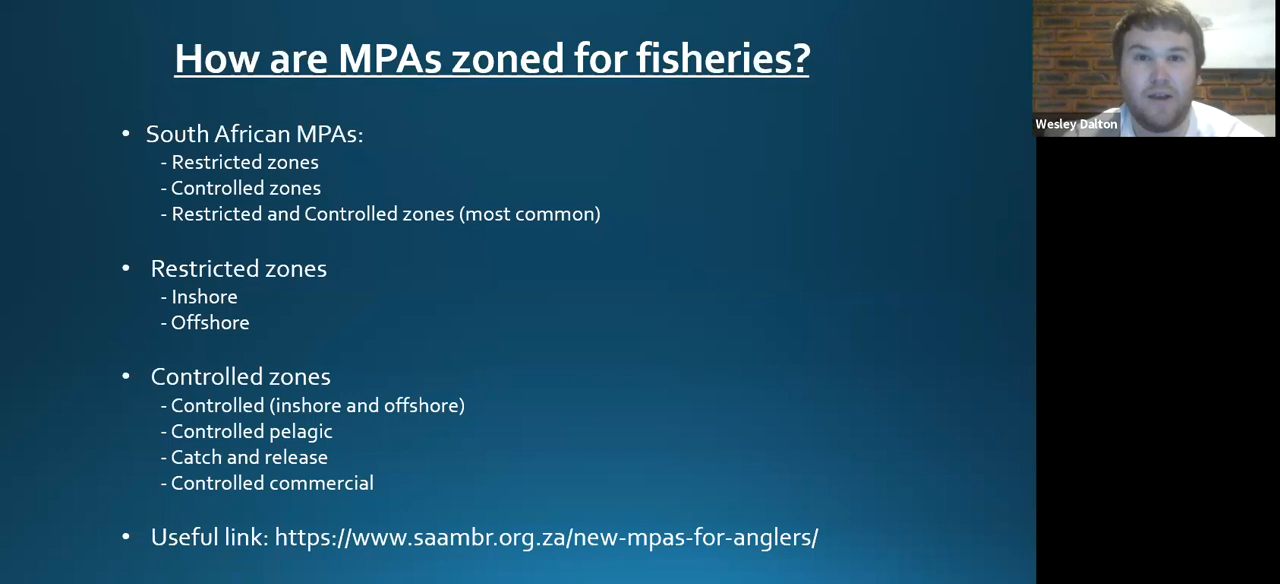 How are MPAs zoned for fisheries?
• South African MPAs:
- Restricted zones
- Controlled zones
- Restricted and Controlled zones (most common)
• Restricted zones
- Inshore
- Offshore
• Controlled zones
- Controlled (inshore and offshore)
- Controlled pelagic
- Catch and release
- Controlled commercial
• Useful link: https://www.saambr.org.za/new-mpas-for-anglers/
Wesley Dalton